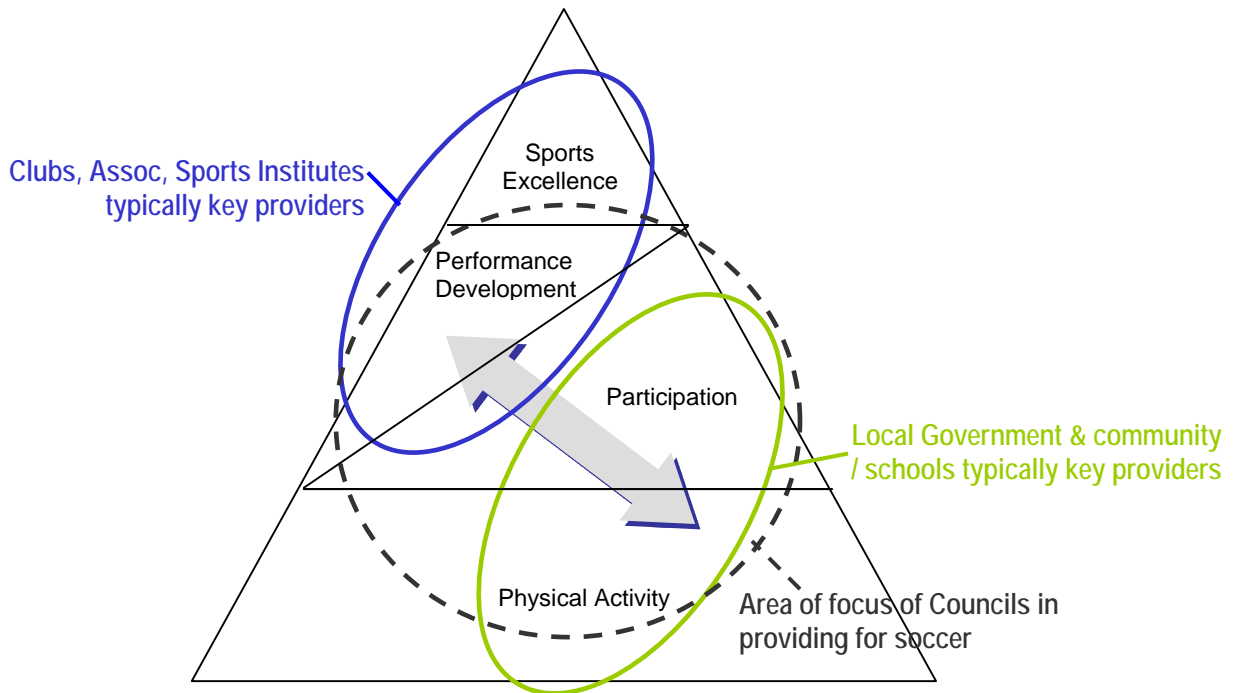 Sports
Excellence
Clubs, Assoc, Sports Institutes
typically key providers
Performance
Development
Participation
Local Government & community
/ schools typically key providers
Physical Activity
Area of focus of Councils in
providing for soccer